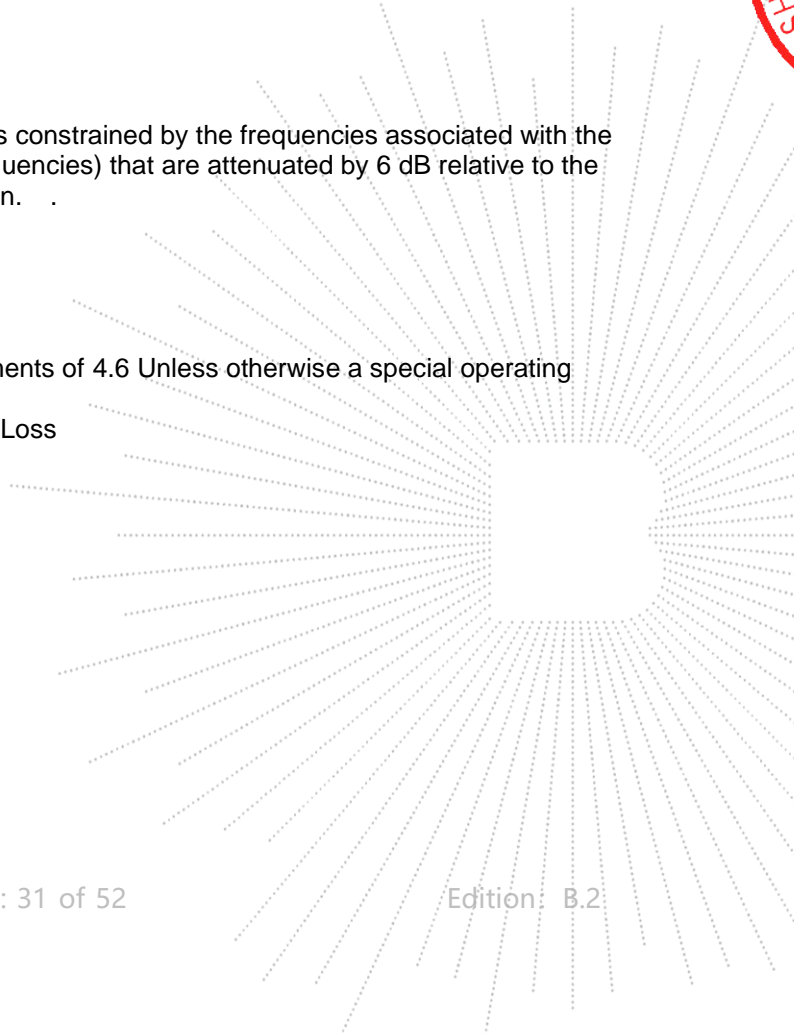 s constrained by the frequencies associated with the
uencies) that are attenuated by 6 dB relative to the
n. .
ents of 4.6 Unless otherwise a special operating
Loss
: 31 of 52 Edition: B.2